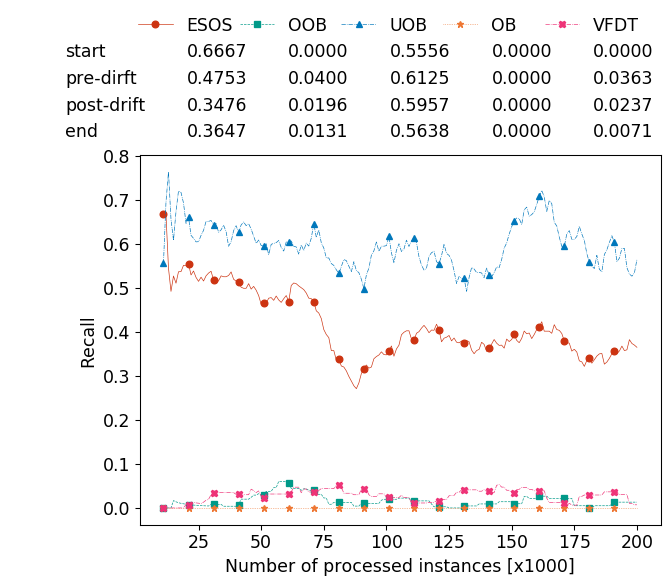 ESOS OOB UOB OB VFDT
start 0.6667 0.0000 0.5556 0.0000 0.0000
pre-dirft 0.4753 0.0400 0.6125 0.0000 0.0363
post-drift 0.3476 0.0196 0.5957 0.0000 0.0237
end 0.3647 0.0131 0.5638 0.0000 0.0071
0.8
0.7
0.6
0.5
0.4
0.3
0.2
0.1
0.0
Recall
25 50 75 100 125 150 175 200
Number of processed instances [x1000]